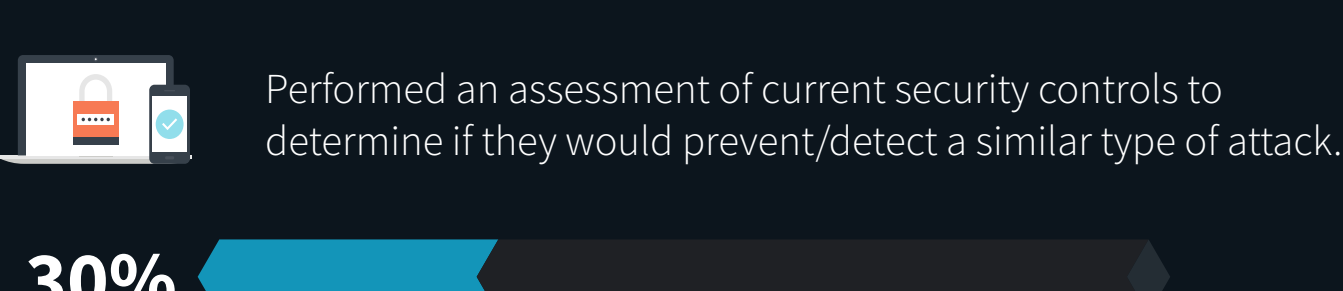 Performed an assessment of current security controls to
determine if they would prevent/detect a similar type of attack.
30%